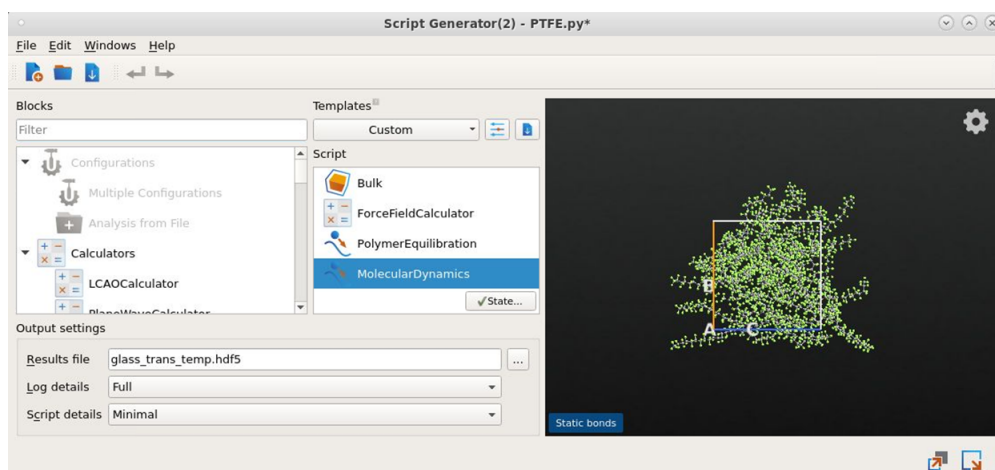 Script Generator(2) - PTFE.py*
File Edit Windows Help
Blocks
Filter
Configurations
Multiple Configurations
Analysis from File
Calculators
LCAOCalculator
PlaneWaveCalculator
Templates
Custom
Script
Bulk
ForceFieldCalculator
PolymerEquilibration
MolecularDynamics
✓State...
Output settings
Results file glass_trans_temp.hdf5 ...
Log details Full
Script details Minimal
B
A C
Static bonds